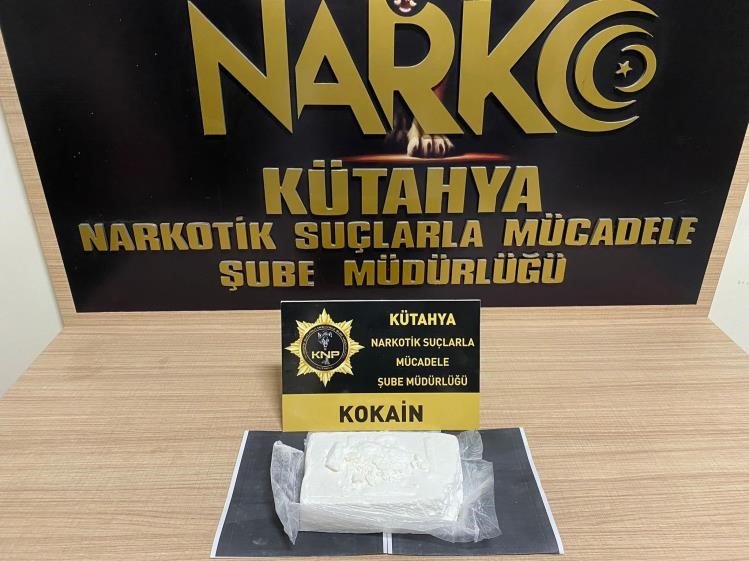 NARKO
KÜTAHYA
NARKOTİK SUÇLARLA MÜCADELE
ŞUBE MÜDÜRLÜĞÜ
KÜTAHYA
NARKOTİK SUÇLARLA
MÜCADELE
ŞUBE MÜDÜRLÜĞÜ
KNP
KOKAİN